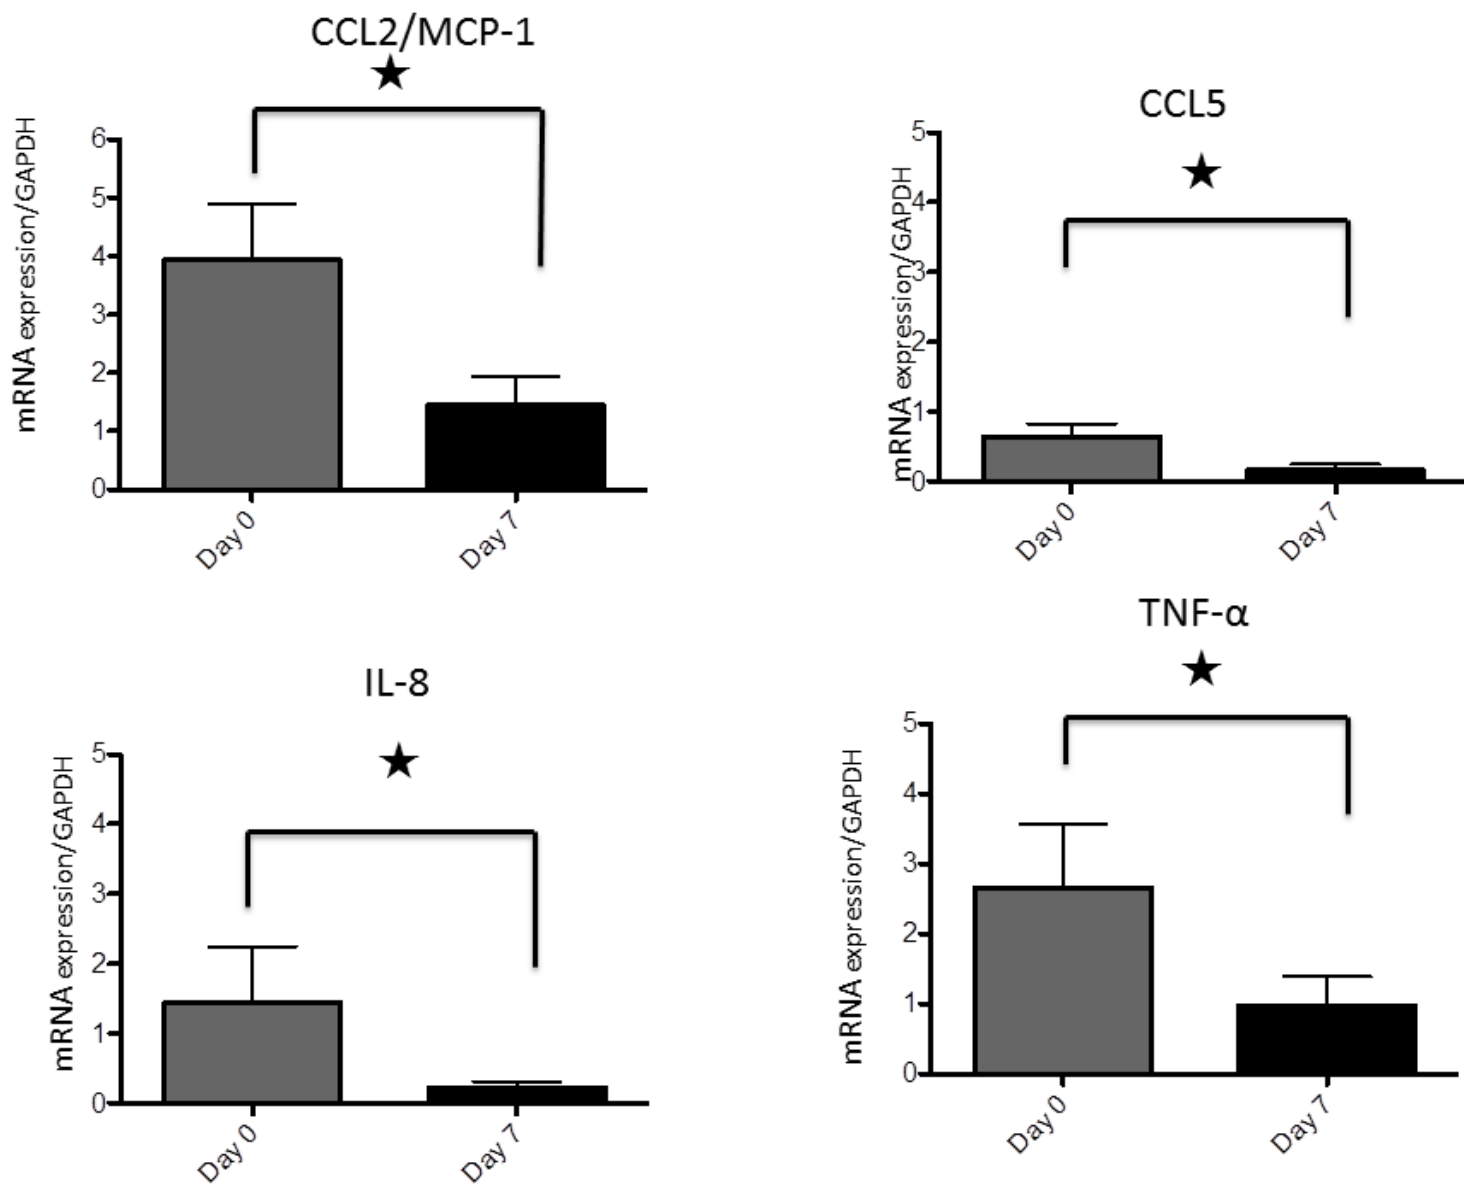 CCL2/MCP-1
★
mRNA expression/GAPDH
6
5
4
3
2
1
0
Day 0
Day 7
CCL5
★
mRNA expression/GAPDH
5
4
3
2
1
0
Day 0
Day 7
IL-8
★
mRNA expression/GAPDH
5
4
3
2
1
0
Day 0
Day 7
TNF-α
★
mRNA expression/GAPDH
5
4
3
2
1
0
Day 0
Day 7